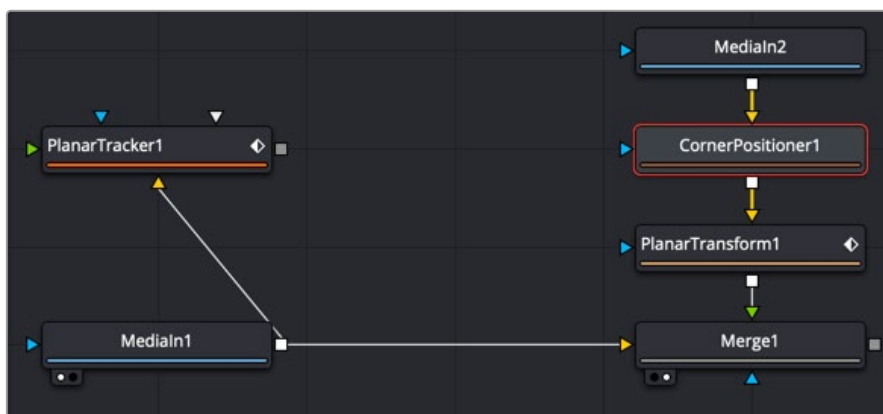 MediaIn2
PlanarTracker1
CornerPositioner1
PlanarTransform1
MediaIn1
Merge1